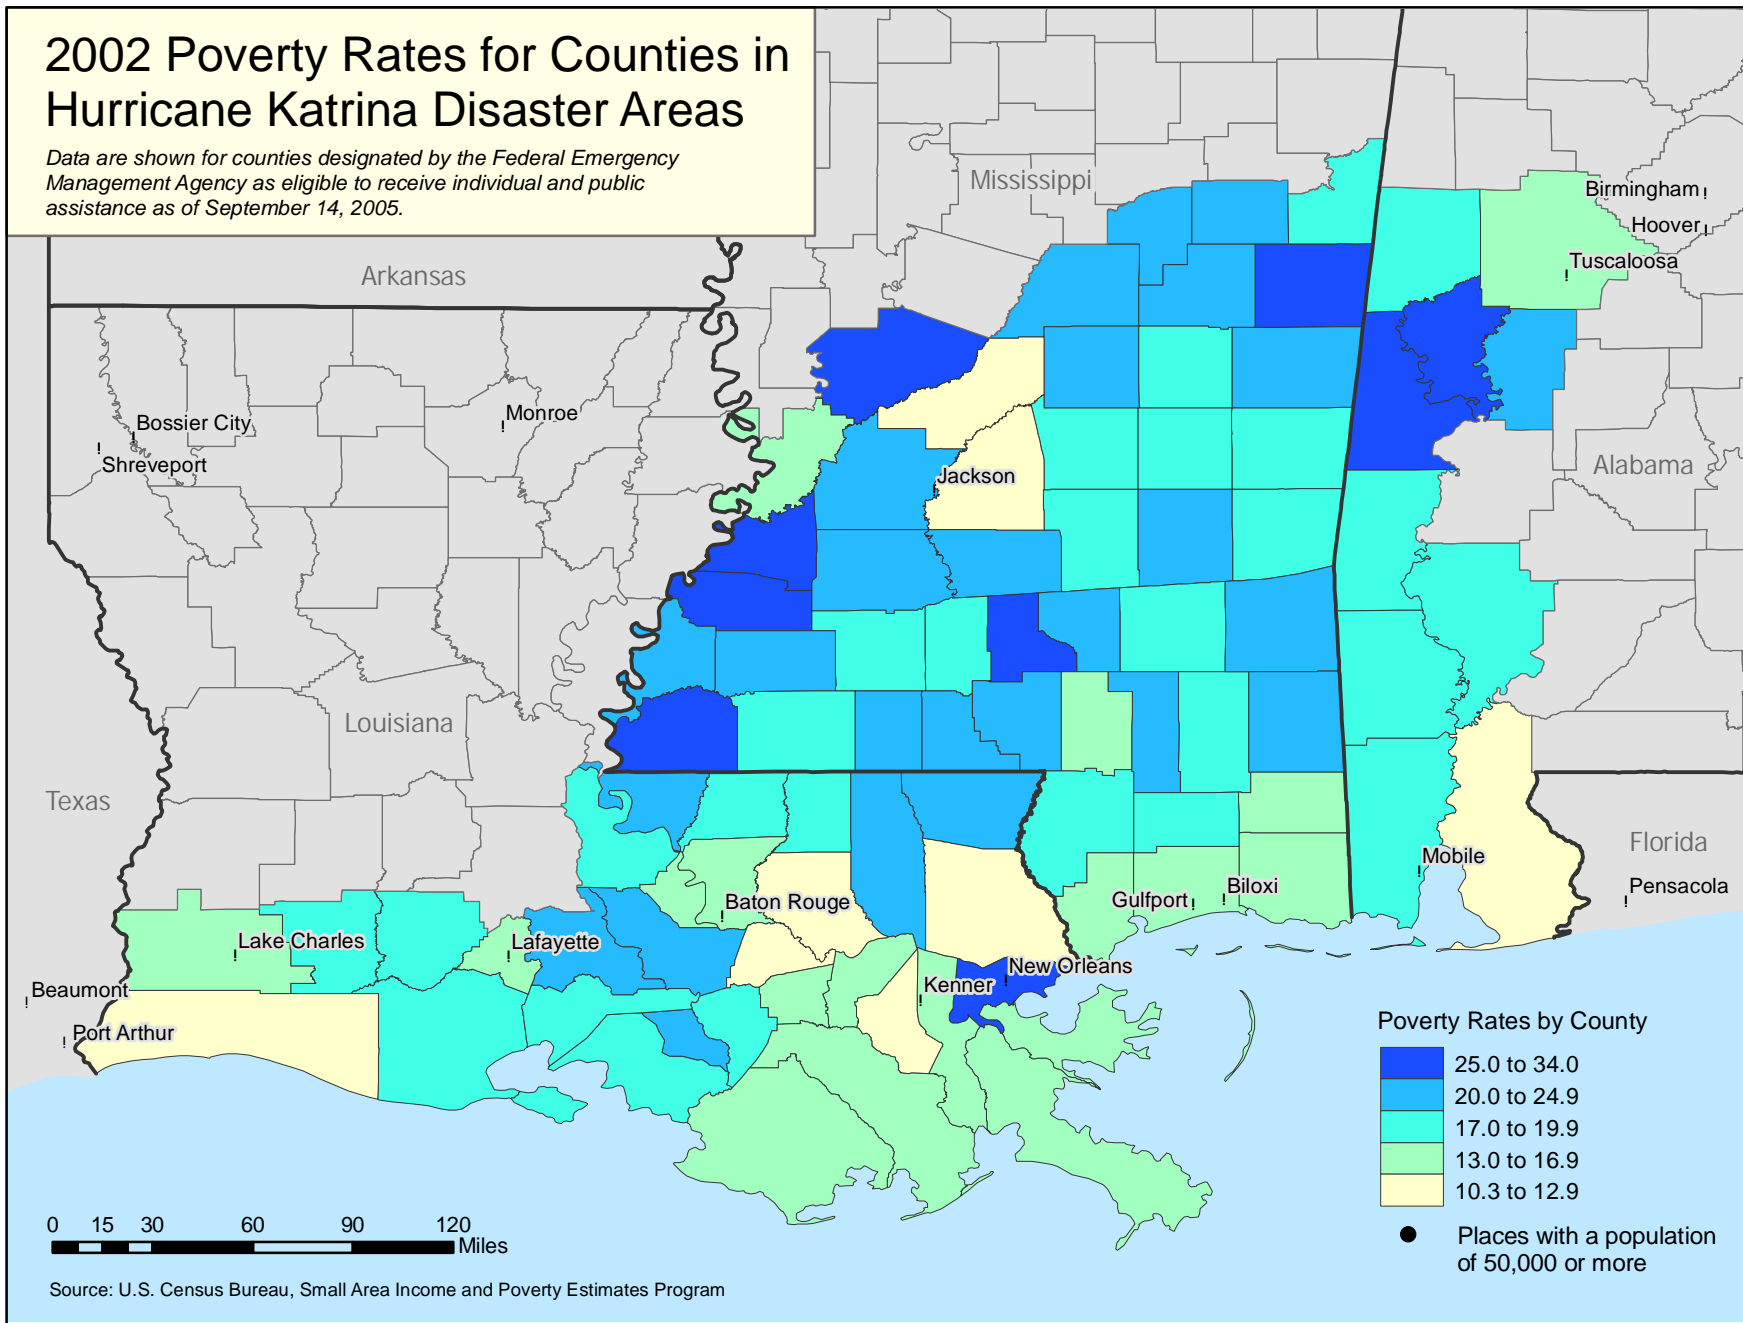 2002 Poverty Rates for Counties in
Hurricane Katrina Disaster Areas
Data are shown for counties designated by the Federal Emergency
Management Agency as eligible to receive individual and public
assistance as of September 14, 2005.
Mississippi
Birmingham
Hoover
Tuscaloosa
Arkansas
Bossier City
Monroe
Shreveport
Jackson
Alabama
Louisiana
Texas
Florida
Mobile
Pensacola
Baton Rouge
Gulfport
Biloxi
Lake Charles
Lafayette
New Orleans
Kenner
Beaumont
Port Arthur
Poverty Rates by County
25.0 to 34.0
20.0 to 24.9
17.0 to 19.9
13.0 to 16.9
10.3 to 12.9
Places with a population
of 50,000 or more
0 15 30 60 90 120
Miles
Source: U.S. Census Bureau, Small Area Income and Poverty Estimates Program